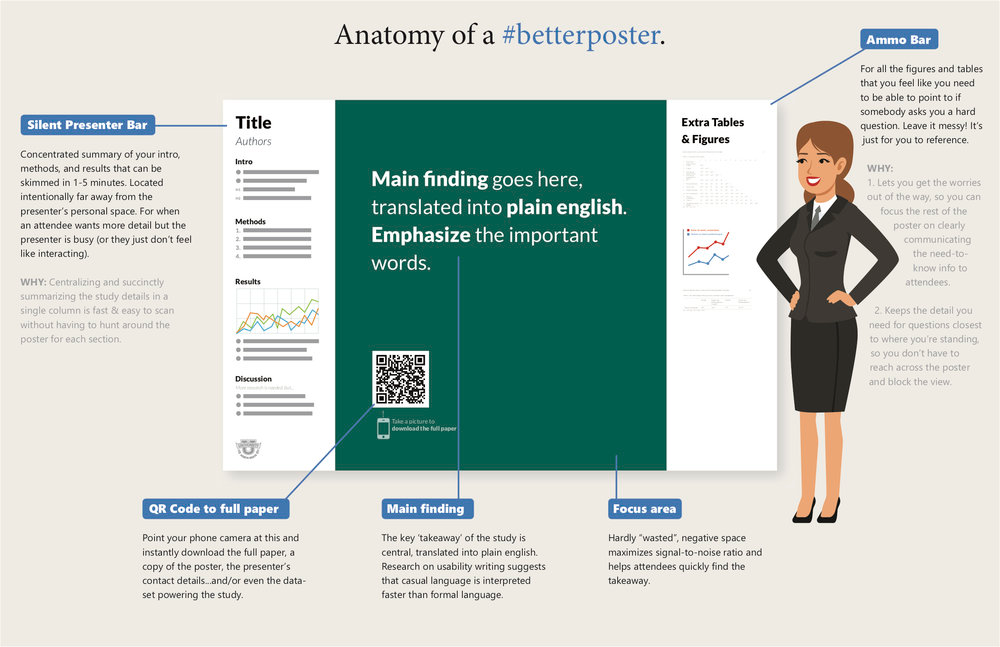 Anatomy of a #betterposter.
Silent Presenter Bar
Concentrated summary of your intro,
methods, and results that can be
skimmed in 1-5 minutes. Located
intentionally far away from the
presenter's personal space. For when
an attendee wants more detail but the
presenter is busy (or they just don't feel
like interacting).
WHY: Centralizing and succinctly
summarizing the study details in a
single column is fast & easy to scan
without having to hunt around the
poster for each section.
Title
Authors
Intro
Methods
1.
2.
3.
4.
Results
Discussion
Main finding goes here,
translated into plain english.
Emphasize the important
words.
Take a picture to
download the full paper
Extra Tables
& Figures
Ammo Bar
For all the figures and tables
that you feel like you need
to be able to point to if
somebody asks you a hard
question. Leave it messy! It's
just for you to reference.
WHY:
1. Lets you get the worries
out of the way, so you can
focus the rest of the
poster on clearly
communicating
the need-to-
know info to
attendees.
2. Keeps the detail you
need for questions closest
to where you're standing,
so you don't have to
reach across the poster
and block the view.
QR Code to full paper
Point your phone camera at this and
instantly download the full paper, a
copy of the poster, the presenter's
contact details...and/or even the data-
set powering the study.
Main finding
The key 'takeaway' of the study is
central, translated into plain english.
Research on usability writing suggests
that casual language is interpreted
faster than formal language.
Focus area
Hardly "wasted", negative space
maximizes signal-to-noise ratio and
helps attendees quickly find the
takeaway.